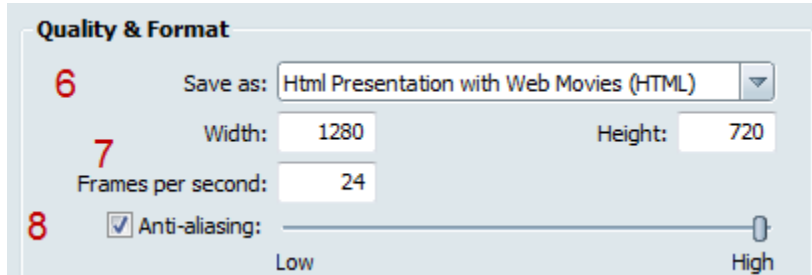 Quality & Format
6 Save as: Html Presentation with Web Movies (HTML)
Width: 1280 Height: 720
7
Frames per second: 24
8 Anti-aliasing:
Low High